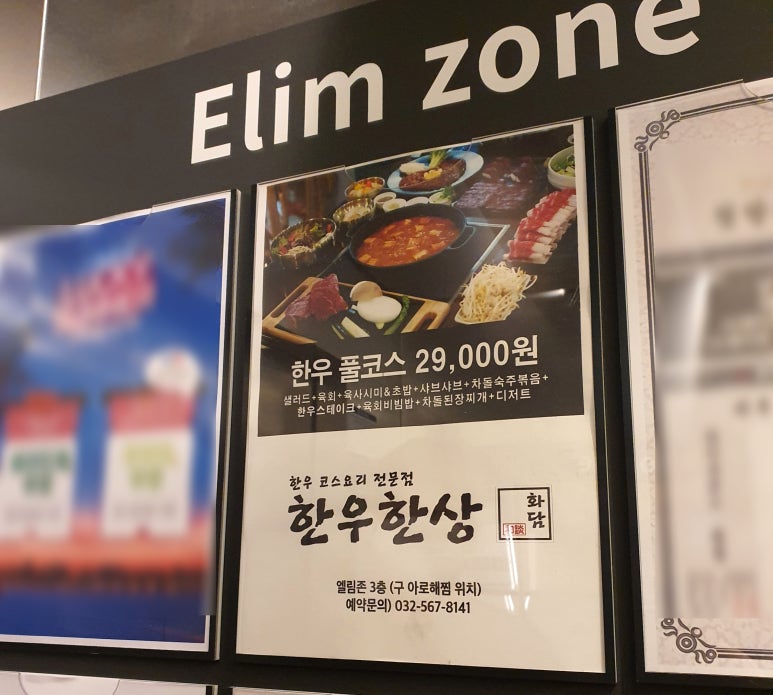 Elim zone
한우 풀코스 29,000원
샐러드+육회+육사시미&초밥+샤브샤브+차돌숙주볶음+
한우스테이크+육회비빔밥+차돌된장찌개+디저트
한우 코스요리 전문점
한우한상
화담
엘림존 3층 (구 아로해찜 위치)
예약문의) 032-567-8141